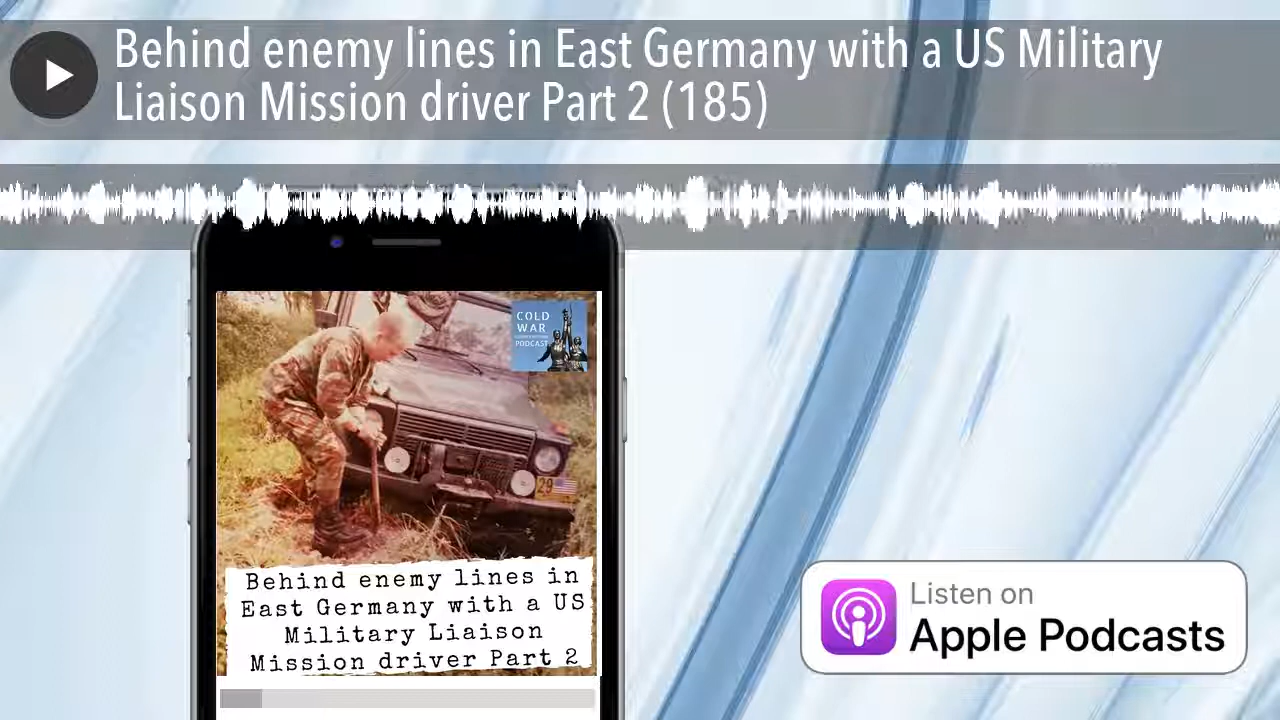 Behind enemy lines in East Germany with a US Military
Liaison Mission driver Part 2 (185)
COLD
WAR
PODCAST
29
Behind enemy lines in
East Germany with a US
Military Liaison
Mission driver Part 2
Listen on
Apple Podcasts